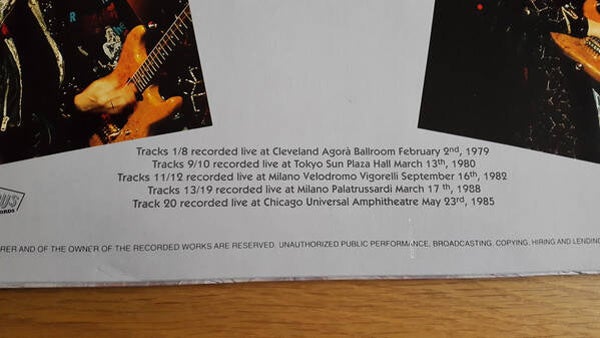 Tracks 1/8 recorded live at Cleveland Agorà Ballroom February 2nd, 1979
Tracks 9/10 recorded live at Tokyo Sun Plaza Hall March 13th, 1980
Tracks 11/12 recorded live at Milano Velodromo Vigorelli September 16th, 1982
Tracks 13/19 recorded live at Milano Palatrussardi March 17 th, 1988
Track 20 recorded live at Chicago Universal Amphitheatre May 23rd, 1985
RER AND OF THE OWNER OF THE RECORDED WORKS ARE RESERVED. UNAUTHORIZED PUBLIC PERFORMANCE, BROADCASTING, COPYING, HIRING AND LENDING